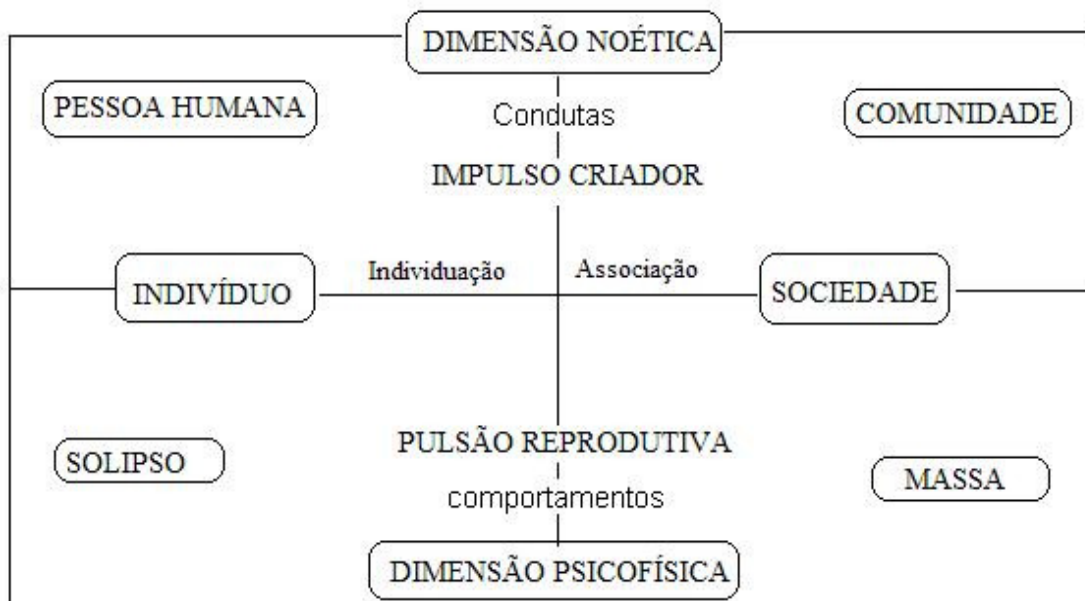 DIMENSÃO NOÉTICA
PESSOA HUMANA
Condutas
COMUNIDADE
IMPULSO CRIADOR
Individuação
Associação
INDIVÍDUO
SOCIEDADE
PULSÃO REPRODUTIVA
SOLIPSO
MASSA
comportamentos
DIMENSÃO PSICOFÍSICA